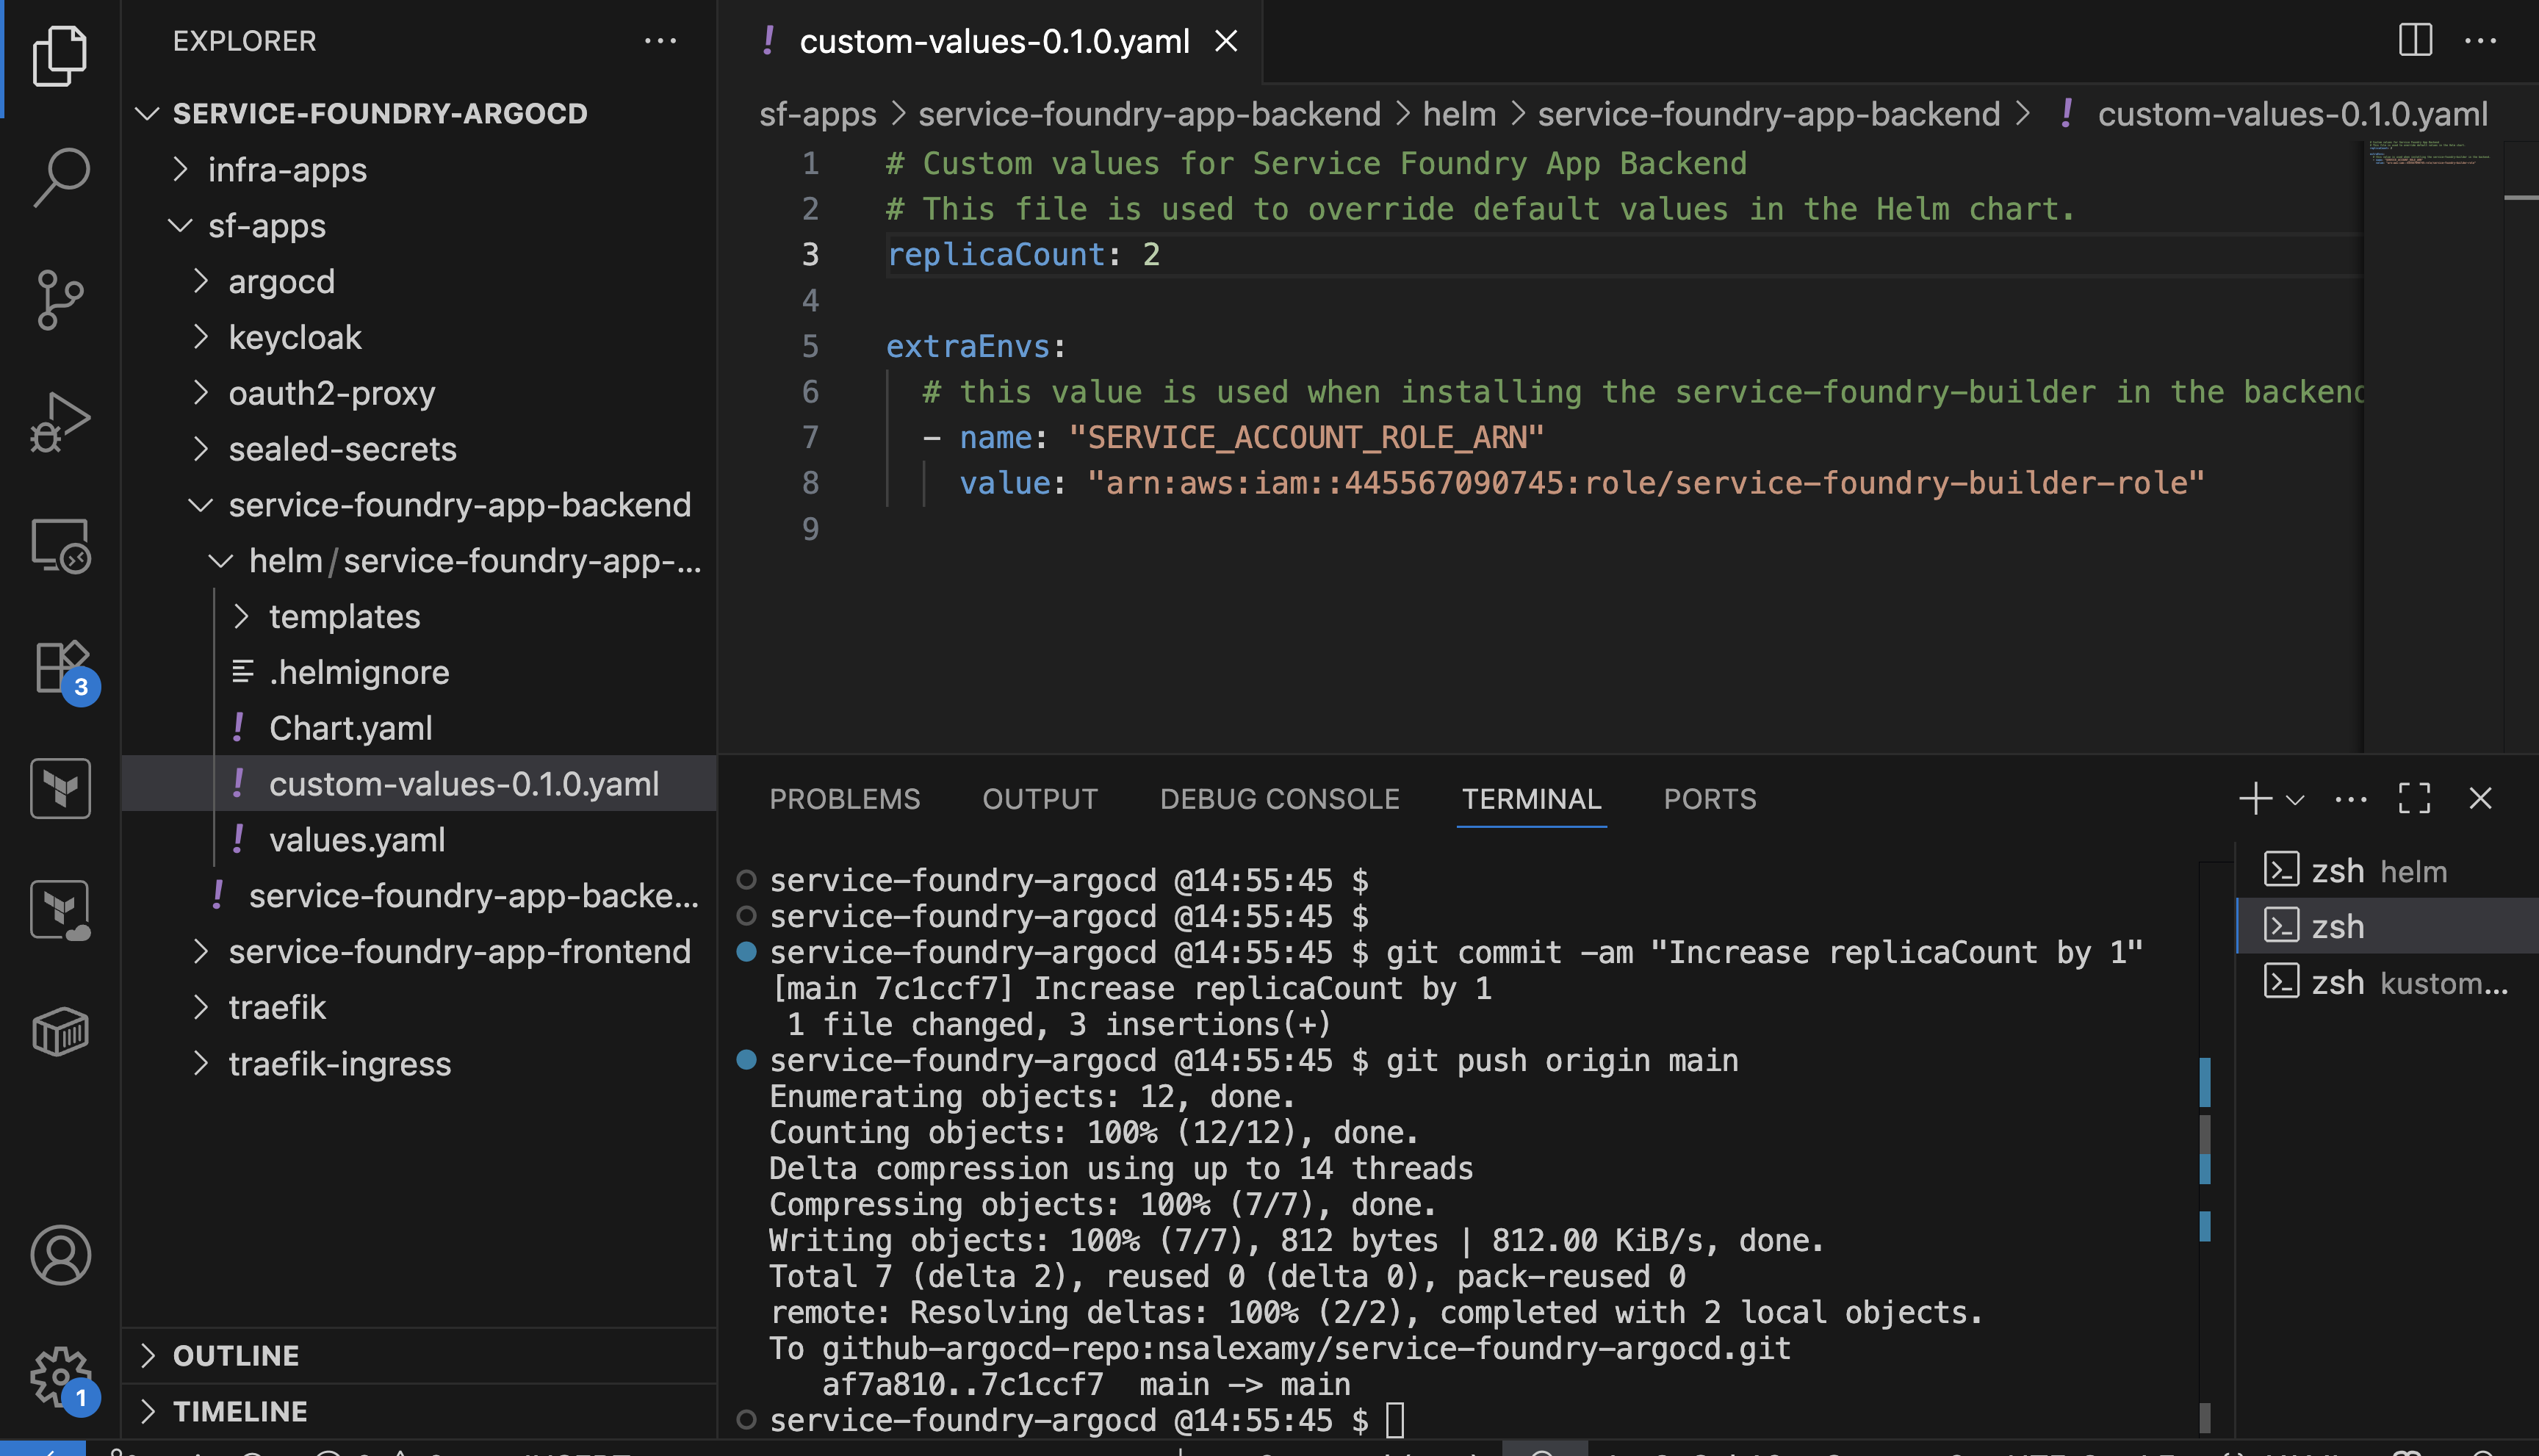 EXPLORER
SERVICE-FOUNDRY-ARGOCD
infra-apps
sf-apps
argocd
keycloak
oauth2-proxy
sealed-secrets
service-foundry-app-backend
helm/service-foundry-app-...
templates
.helmignore
! Chart.yaml
! custom-values-0.1.0.yaml
! values.yaml
! service-foundry-app-backe...
service-foundry-app-frontend
traefik
traefik-ingress
OUTLINE
TIMELINE
3
1
! custom-values-0.1.0.yaml
sf-apps > service-foundry-app-backend > helm > service-foundry-app-backend > ! custom-values-0.1.0.yaml
1 # Custom values for Service Foundry App Backend
2 # This file is used to override default values in the Helm chart.
3 replicaCount: 2
4
5 extraEnvs:
6 # this value is used when installing the service-foundry-builder in the backend
7 - name: "SERVICE_ACCOUNT_ROLE_ARN"
8 value: "arn:aws:iam::445567090745:role/service-foundry-builder-role"
9
PROBLEMS OUTPUT DEBUG CONSOLE TERMINAL PORTS
service-foundry-argocd @14:55:45 $
service-foundry-argocd @14:55:45 $
service-foundry-argocd @14:55:45 $ git commit -am "Increase replicaCount by 1"
[main 7c1ccf7] Increase replicaCount by 1
1 file changed, 3 insertions(+)
service-foundry-argocd @14:55:45 $ git push origin main
Enumerating objects: 12, done.
Counting objects: 100% (12/12), done.
Delta compression using up to 14 threads
Compressing objects: 100% (7/7), done.
Writing objects: 100% (7/7), 812 bytes | 812.00 KiB/s, done.
Total 7 (delta 2), reused 0 (delta 0), pack-reused 0
remote: Resolving deltas: 100% (2/2), completed with 2 local objects.
To github-argocd-repo:nsalexamy/service-foundry-argocd.git
af7a810..7c1ccf7 main -> main
service-foundry-argocd @14:55:45 $
zsh helm
zsh
zsh kustom...